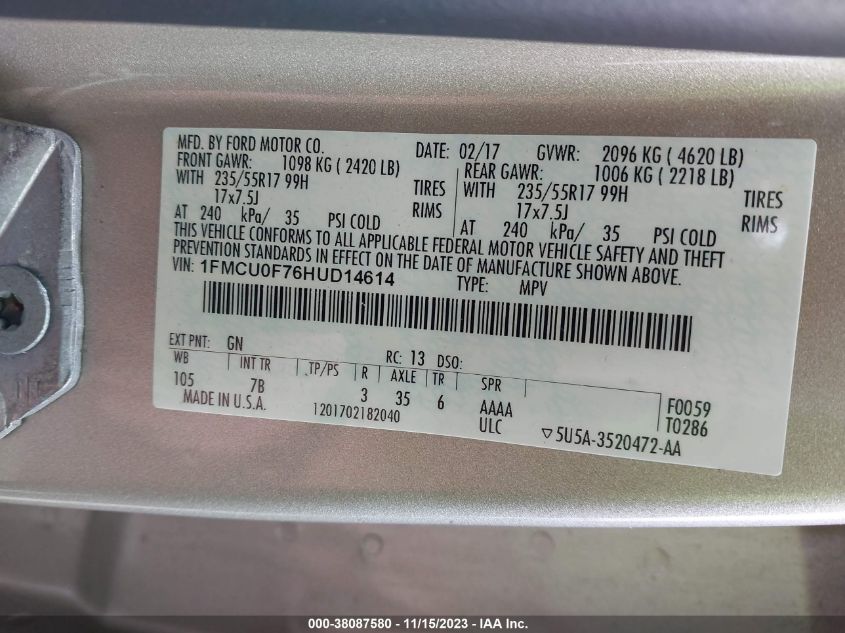 MFD. BY FORD MOTOR CO. DATE: 02/17 GVWR: 2096 KG ( 4620 LB)
FRONT GAWR: 1098 KG ( 2420 LB) REAR GAWR: 1006 KG ( 2218 LB)
WITH 235/55R17 99H TIRES WITH 235/55R17 99H TIRES
17x7.5J RIMS 17x7.5J RIMS
AT 240 kPa/ 35 PSI COLD AT 240 kPa/ 35 PSI COLD
THIS VEHICLE CONFORMS TO ALL APPLICABLE FEDERAL MOTOR VEHICLE SAFETY AND THEFT
PREVENTION STANDARDS IN EFFECT ON THE DATE OF MANUFACTURE SHOWN ABOVE.
VIN: 1FMCU0F76HUD14614 TYPE: MPV
EXT PNT: GN RC: 13 DSO:
WB INT TR TP/PS R AXLE TR SPR
105 7B 3 35 6 AAAA F0059
MADE IN U.S.A. 1201702182040 ULC T0286
▽5U5A-3520472-AA
000-38087580 - 11/15/2023 - IAAI Inc.